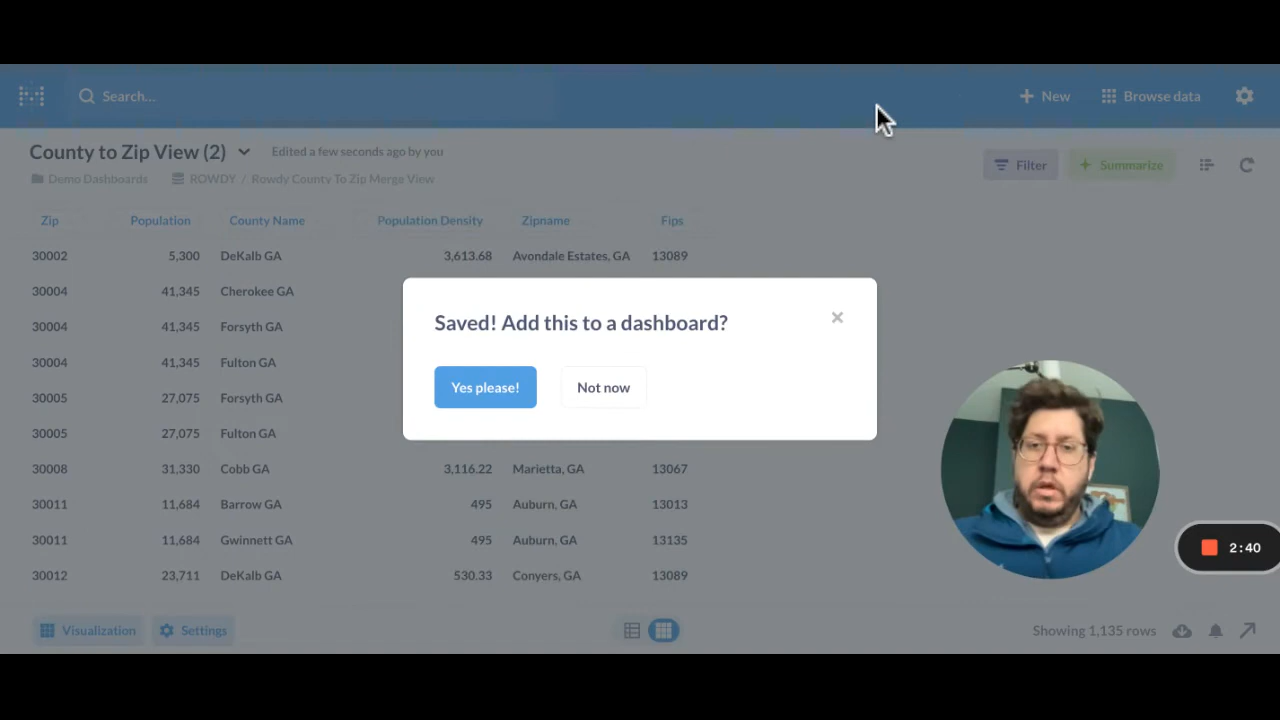 Search...
New
Browse data
County to Zip View (2)
Edited a few seconds ago by you
Demo Dashboards
ROWDY / Rowdy County To Zip Merge View
Filter
Summarize
Zip Population County Name Population Density Zipname Fips
30002 5,300 DeKalb GA 3,613.68 Avondale Estates, GA 13089
30004 41,345 Cherokee GA
30004 41,345 Forsyth GA
30004 41,345 Fulton GA
30005 27,075 Forsyth GA
30005 27,075 Fulton GA
30008 31,330 Cobb GA 3,116.22 Marietta, GA 13067
30011 11,684 Barrow GA 495 Auburn, GA 13013
30011 11,684 Gwinnett GA 495 Auburn, GA 13135
30012 23,711 DeKalb GA 530.33 Conyers, GA 13089
Saved! Add this to a dashboard?
Yes please!
Not now
2:40
Visualization
Settings
Showing 1,135 rows